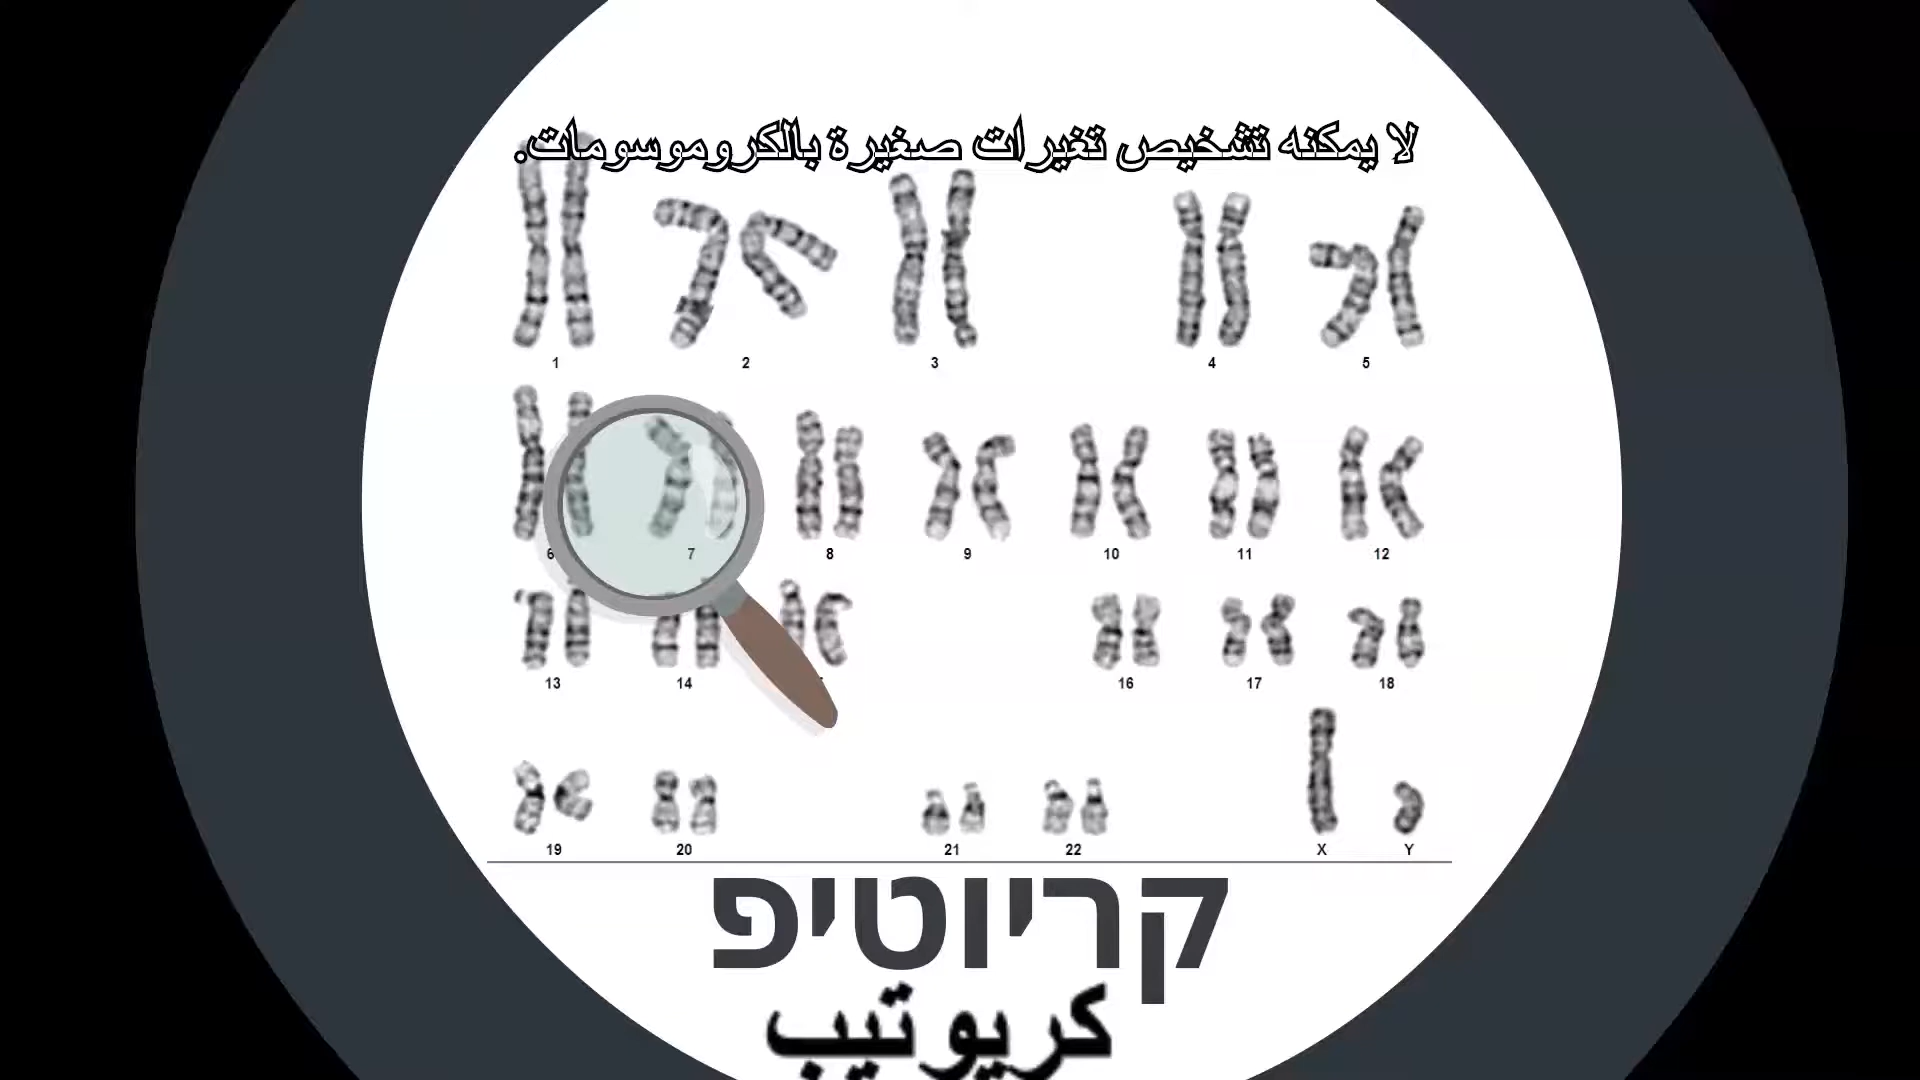 لا يمكنه تشخيص تغيرات صغيرة بالكروموسومات.
1 2 3 4 5
6 7 8 9 10 11 12
13 14 16 17 18
19 20 21 22 X Y
קריוטיפ
كريوتيب